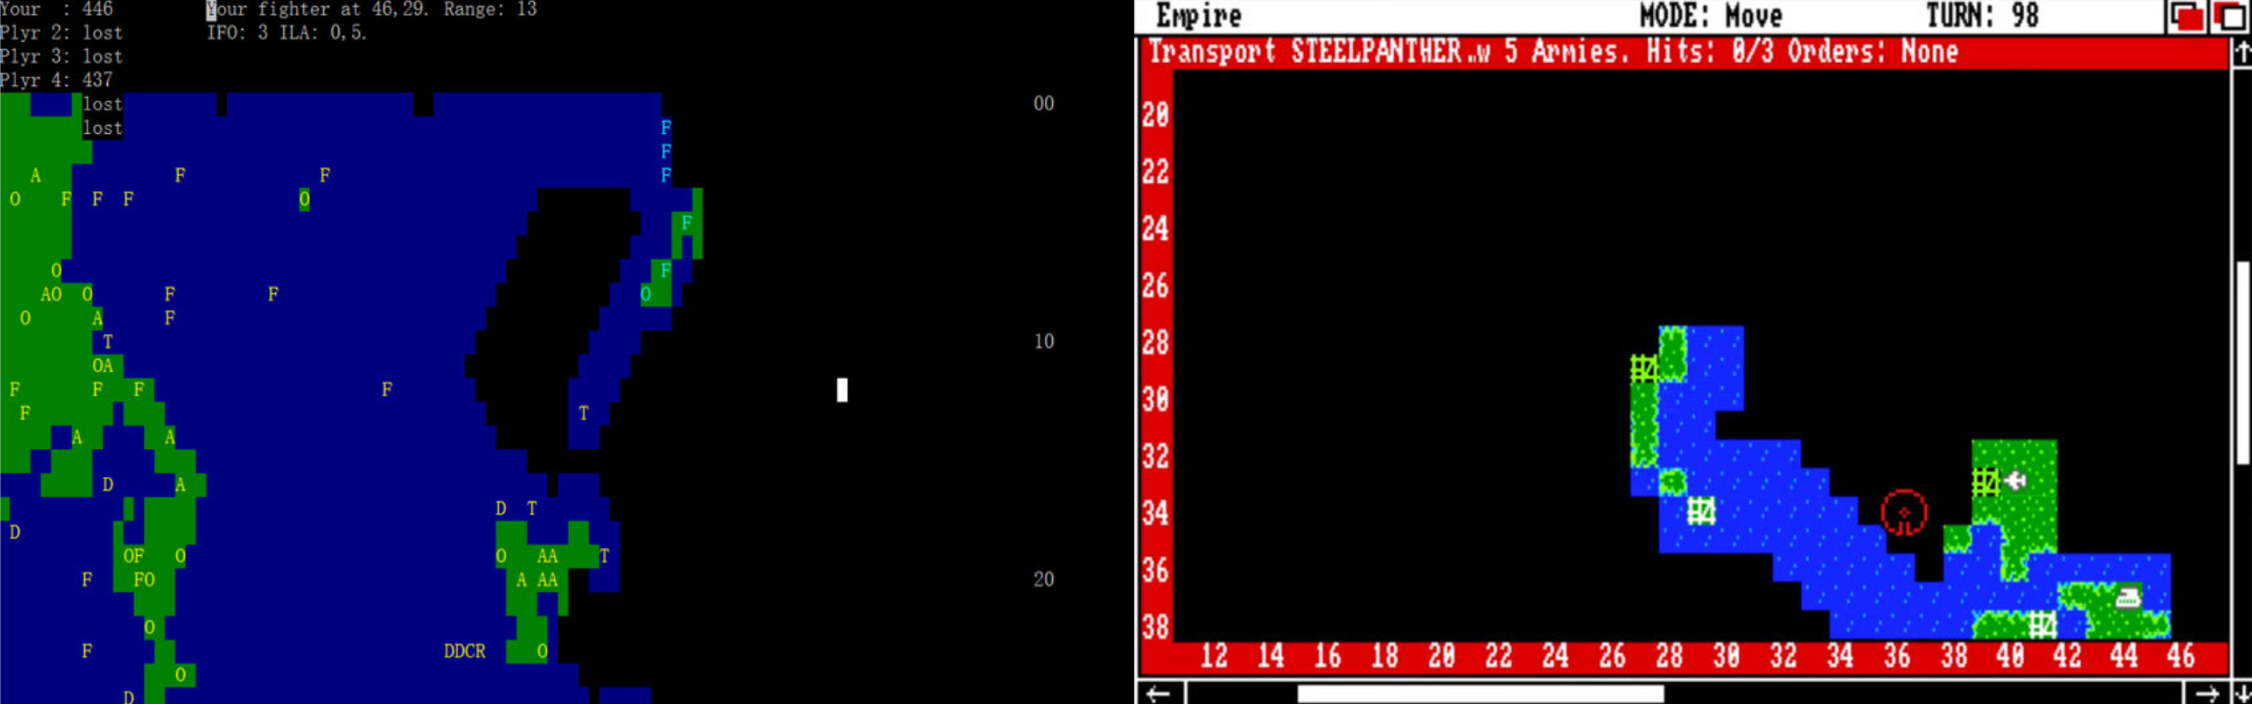 Your : 446 Your fighter at 46,29. Range: 13
Plyr 2: lost IFO: 3 ILA: 0,5.
Plyr 3: lost
Plyr 4: 437
lost 00
lost F
F
A F F F
O F F F O
F
O F
AO O F F O
O A F
T 10
OA
F F F F
F T
A A
D A
D T
D
OF O O AA T
F FO A AA 20
O
F DDCR O
O
D
Empire MODE: Move TURN: 98
Transport STEELPANTHER.w 5 Armies. Hits: 0/3 Orders: None
20
22
24
26
28
30
32
34
36
38
12 14 16 18 20 22 24 26 28 30 32 34 36 38 40 42 44 46